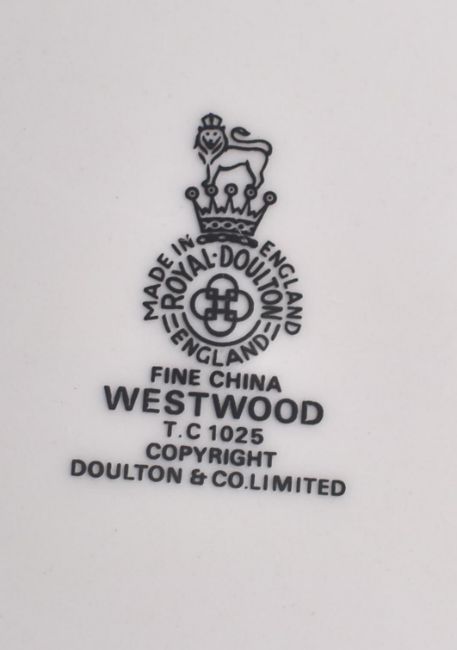 MADE IN ENGLAND
ROYAL·DOULTON
ENGLAND
FINE CHINA
WESTWOOD
T.C 1025
COPYRIGHT
DOULTON & CO.LIMITED